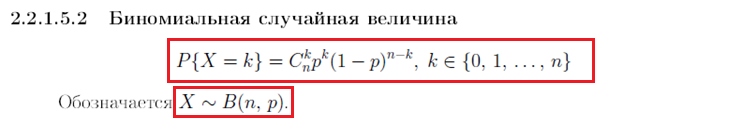 2.2.1.5.2 Биномиальная случайная величина
P{X = k} = C_n^k p^k (1 − p)^{n−k}, k ∈ {0, 1, …, n}
Обозначается X ∼ B(n, p).